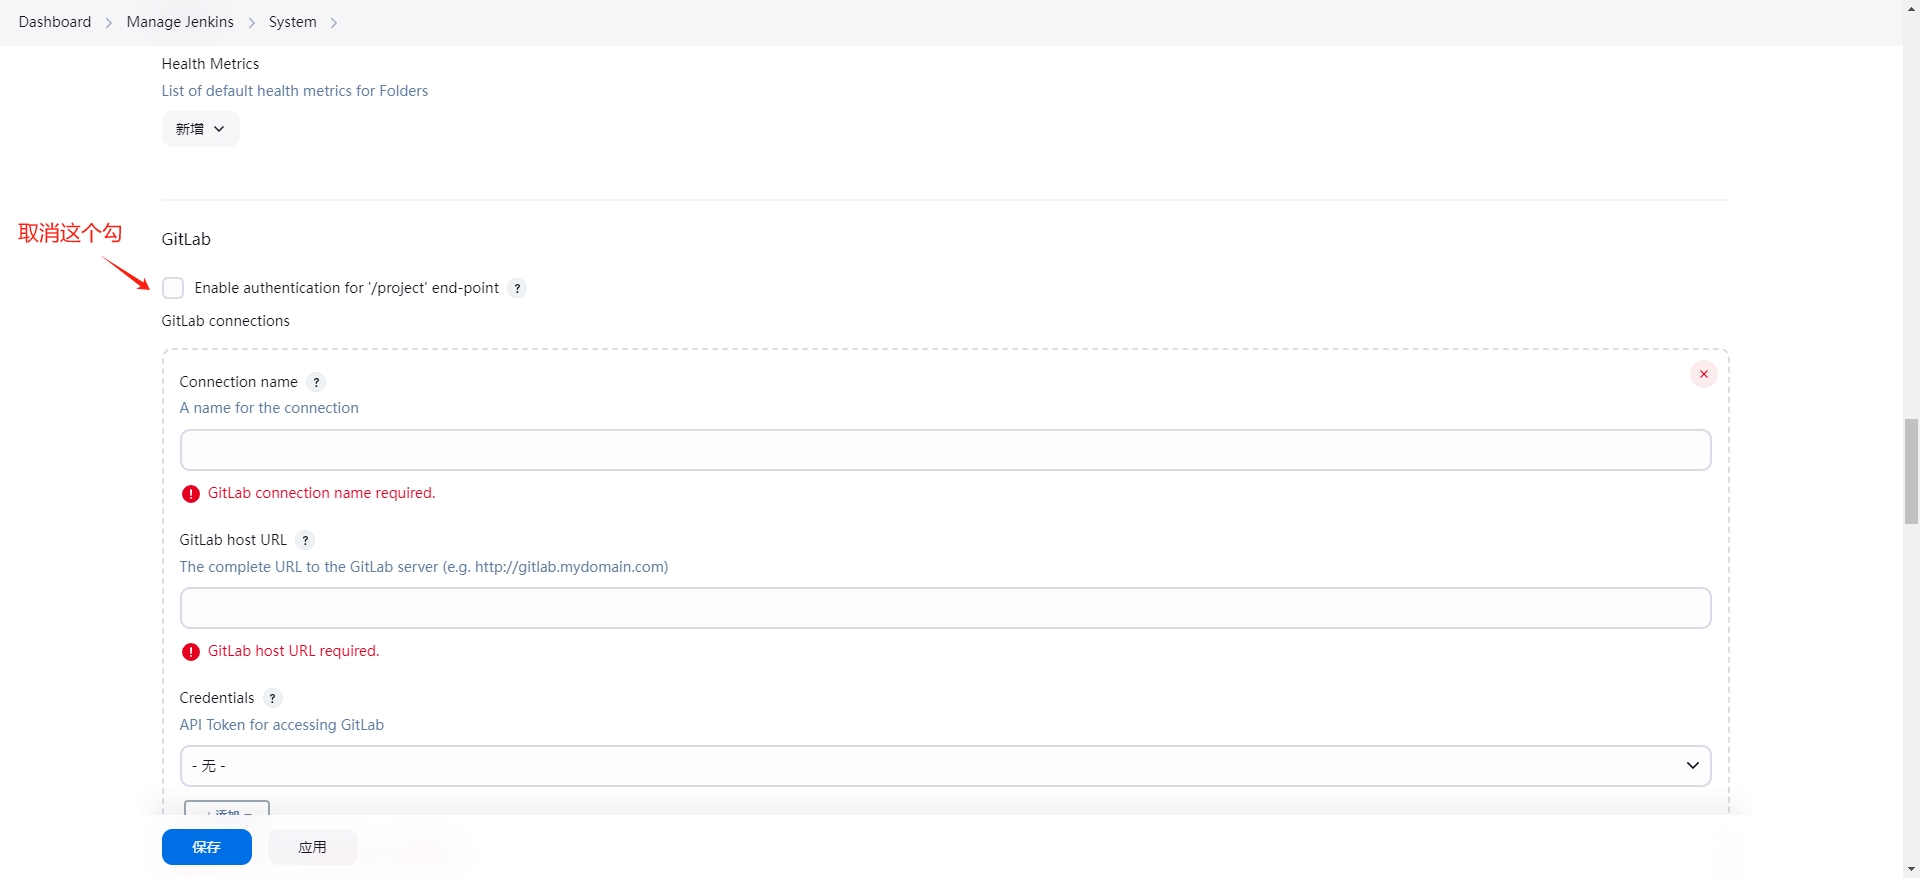 Dashboard > Manage Jenkins > System >
Health Metrics
List of default health metrics for Folders
新增
取消这个勾
GitLab
Enable authentication for '/project' end-point ?
GitLab connections
Connection name ?
A name for the connection
GitLab connection name required.
GitLab host URL ?
The complete URL to the GitLab server (e.g. http://gitlab.mydomain.com)
GitLab host URL required.
Credentials ?
API Token for accessing GitLab
- 无 -
保存 应用